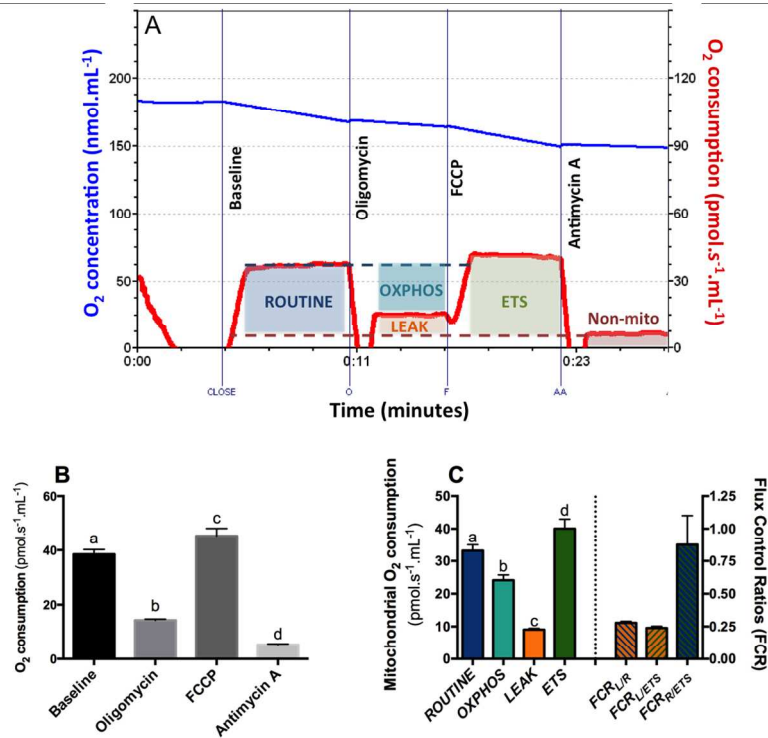 A
O2 concentration (nmol.mL-1)
200
150
100
50
0
O2 consumption (pmol.s-1.mL-1)
120
90
60
30
0
Baseline
Oligomycin
FCCP
Antimycin A
ROUTINE
OXPHOS
LEAK
ETS
Non-mito
0:00
0:11
0:23
CLOSE
O
F
AA
Time (minutes)
B
O2 consumption (pmol.s-1.mL-1)
60
40
20
0
a
b
c
d
Baseline
Oligomycin
FCCP
Antimycin A
C
Mitochondrial O2 consumption
(pmol.s-1.mL-1)
50
40
30
20
10
0
a
b
c
d
1.25
1.00
0.75
0.50
0.25
0.00
Flux Control Ratios (FCR)
ROUTINE
OXPHOS
LEAK
ETS
FCRL/R
FCRL/ETS
FCRR/ETS